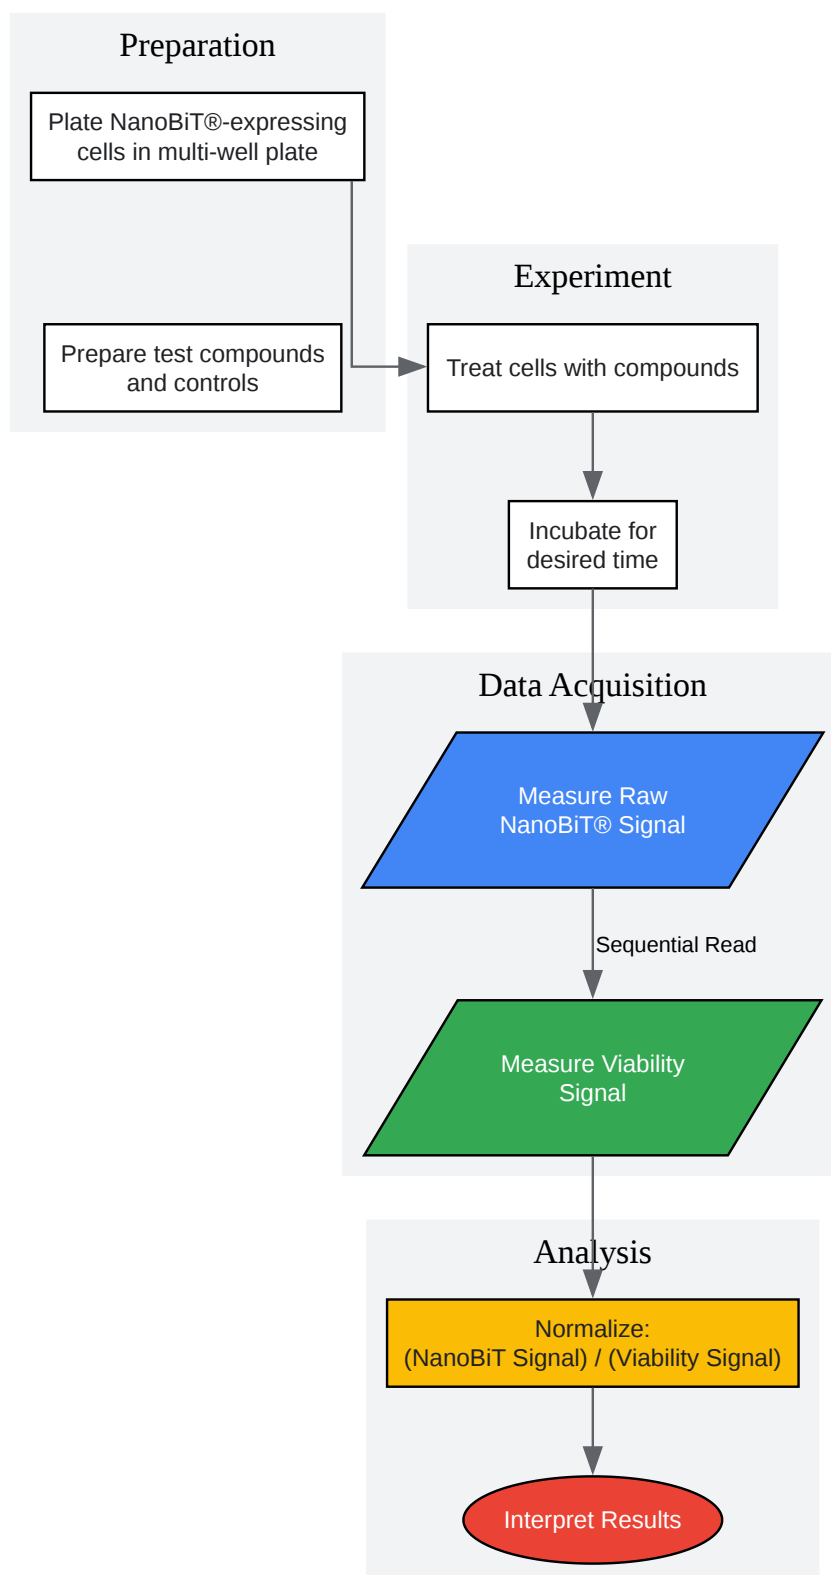 Preparation
Plate NanoBiT®-expressing
cells in multi-well plate
Prepare test compounds
and controls
Experiment
Treat cells with compounds
Incubate for
desired time
Data Acquisition
Measure Raw
NanoBiT® Signal
Sequential Read
Measure Viability
Signal
Analysis
Normalize:
(NanoBiT Signal) / (Viability Signal)
Interpret Results